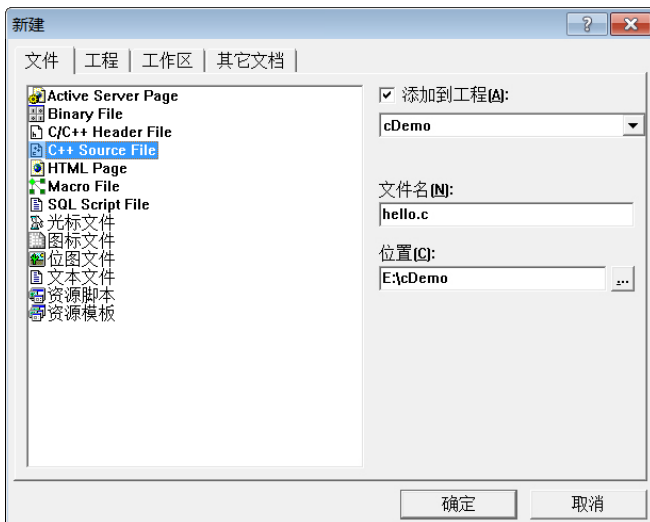 新建
文件 工程 工作区 其它文档
Active Server Page
Binary File
C/C++ Header File
C++ Source File
HTML Page
Macro File
SQL Script File
光标文件
图标文件
位图文件
文本文件
资源脚本
资源模板
添加到工程(A):
cDemo
文件名(N):
hello.c
位置(C):
E:\cDemo
...
确定 取消